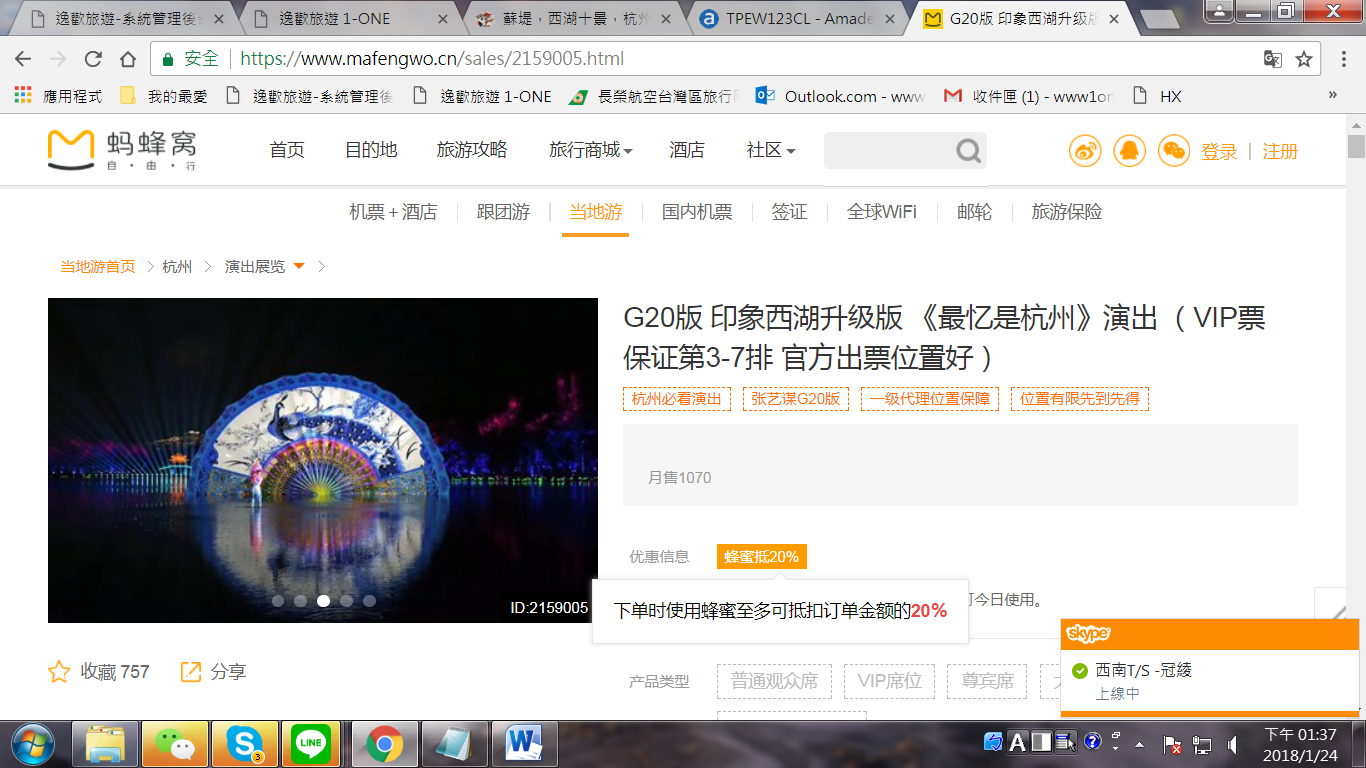 逸歡旅遊-系統管理後
逸歡旅遊 1-ONE
蘇堤，西湖十景，杭州
TPEW123CL - Amade
G20版 印象西湖升级版
安全 https://www.mafengwo.cn/sales/2159005.html
應用程式 我的最愛 逸歡旅遊-系統管理後 逸歡旅遊 1-ONE 長榮航空台灣區旅行 Outlook.com - www 收件匣 (1) - www1on HX »
蚂蜂窝
自·由·行
首页 目的地 旅游攻略 旅行商城 酒店 社区 登录 | 注册
机票＋酒店 跟团游 当地游 国内机票 签证 全球WiFi 邮轮 旅游保险
当地游首页 杭州 演出展览
G20版 印象西湖升级版 《最忆是杭州》演出 （VIP票
保证第3-7排 官方出票位置好）
杭州必看演出 张艺谋G20版 一级代理位置保障 位置有限先到先得
月售1070
优惠信息 蜂蜜抵20%
今日使用。
下单时使用蜂蜜至多可抵扣订单金额的20%
ID:2159005
收藏 757 分享
产品类型 普通观众席 VIP席位 尊宾席
skype
西南T/S -冠綾
上線中
3
LINE
A
下午 01:37
2018/1/24